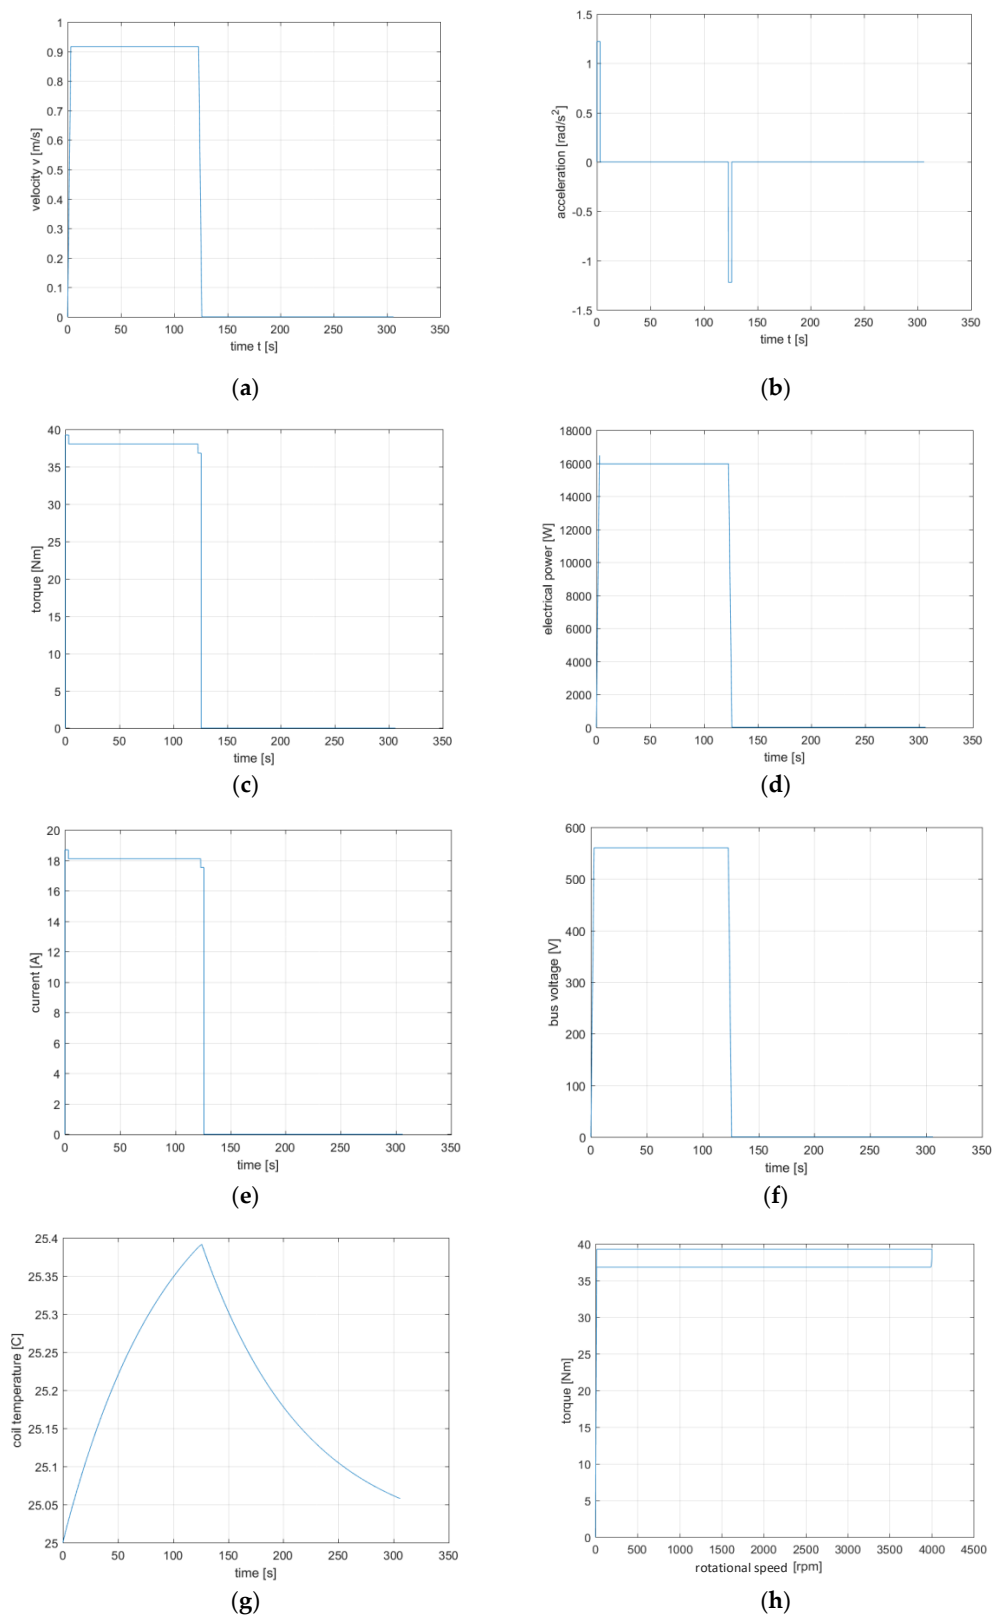 1
0.9
0.8
0.7
0.6
0.5
0.4
0.3
0.2
0.1
0
velocity v [m/s]
0 50 100 150 200 250 300 350
time t [s]
(a)
1.5
1
0.5
0
-0.5
-1
-1.5
acceleration [rad/s²]
0 50 100 150 200 250 300 350
time t [s]
(b)
40
35
30
25
20
15
10
5
0
torque [Nm]
0 50 100 150 200 250 300 350
time [s]
(c)
18000
16000
14000
12000
10000
8000
6000
4000
2000
0
electrical power [W]
0 50 100 150 200 250 300 350
time [s]
(d)
20
18
16
14
12
10
8
6
4
2
0
current [A]
0 50 100 150 200 250 300 350
time [s]
(e)
600
500
400
300
200
100
0
bus voltage [V]
0 50 100 150 200 250 300 350
time [s]
(f)
25.4
25.35
25.3
25.25
25.2
25.15
25.1
25.05
25
coil temperature [C]
0 50 100 150 200 250 300 350
time [s]
(g)
40
35
30
25
20
15
10
5
0
torque [Nm]
0 500 1000 1500 2000 2500 3000 3500 4000 4500
rotational speed [rpm]
(h)